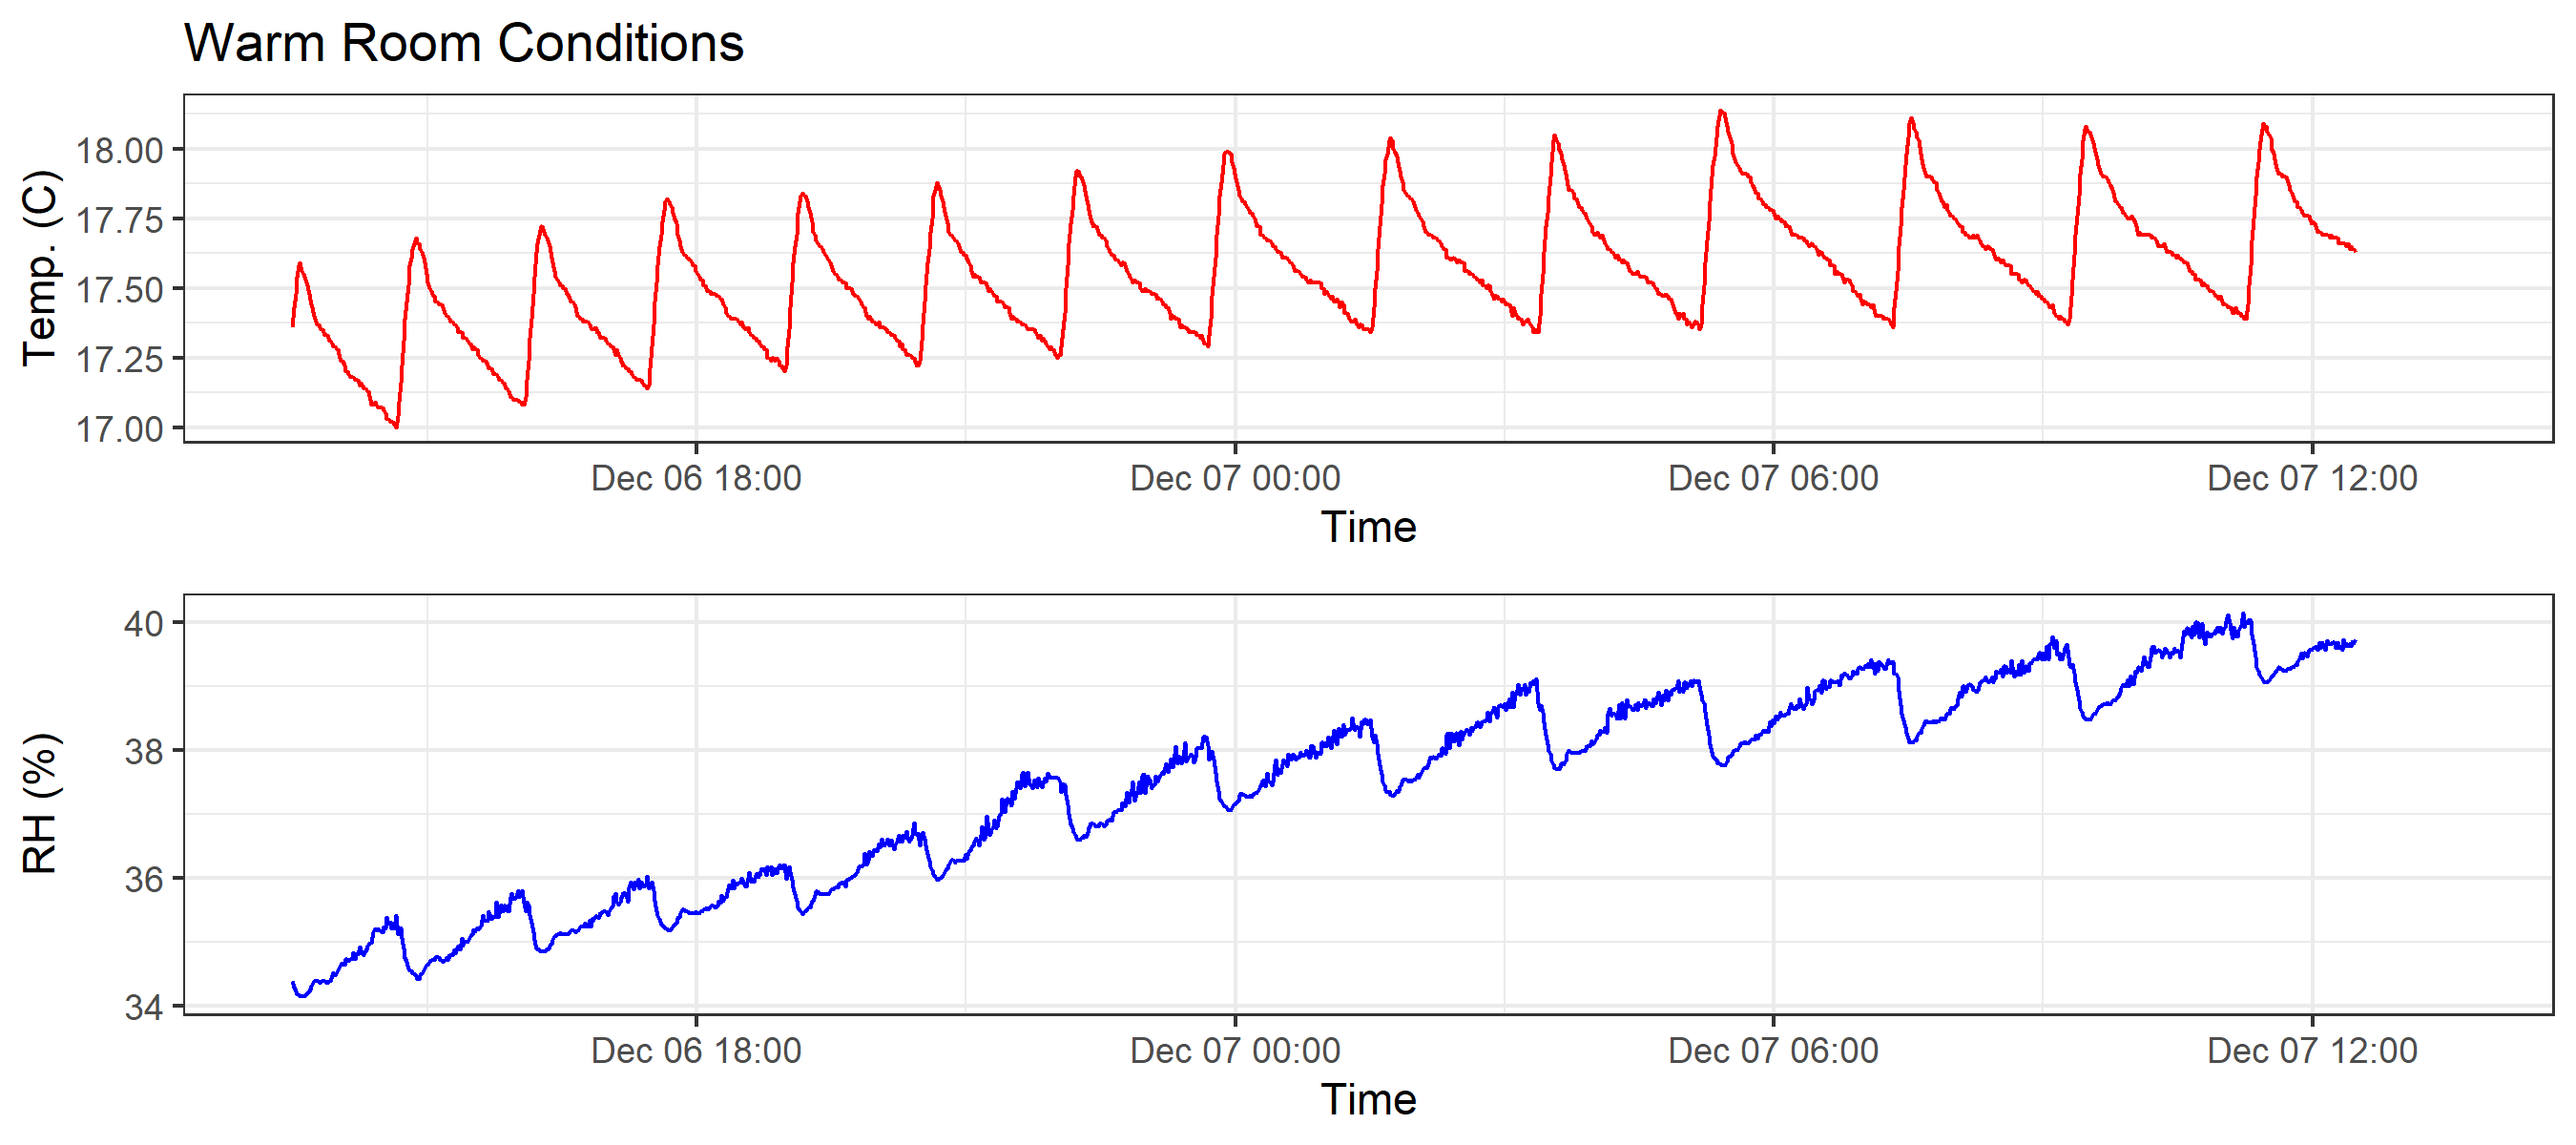 Warm Room Conditions
Temp. (C)
18.00
17.75
17.50
17.25
17.00
Dec 06 18:00 Dec 07 00:00 Dec 07 06:00 Dec 07 12:00
Time
RH (%)
40
38
36
34
Dec 06 18:00 Dec 07 00:00 Dec 07 06:00 Dec 07 12:00
Time